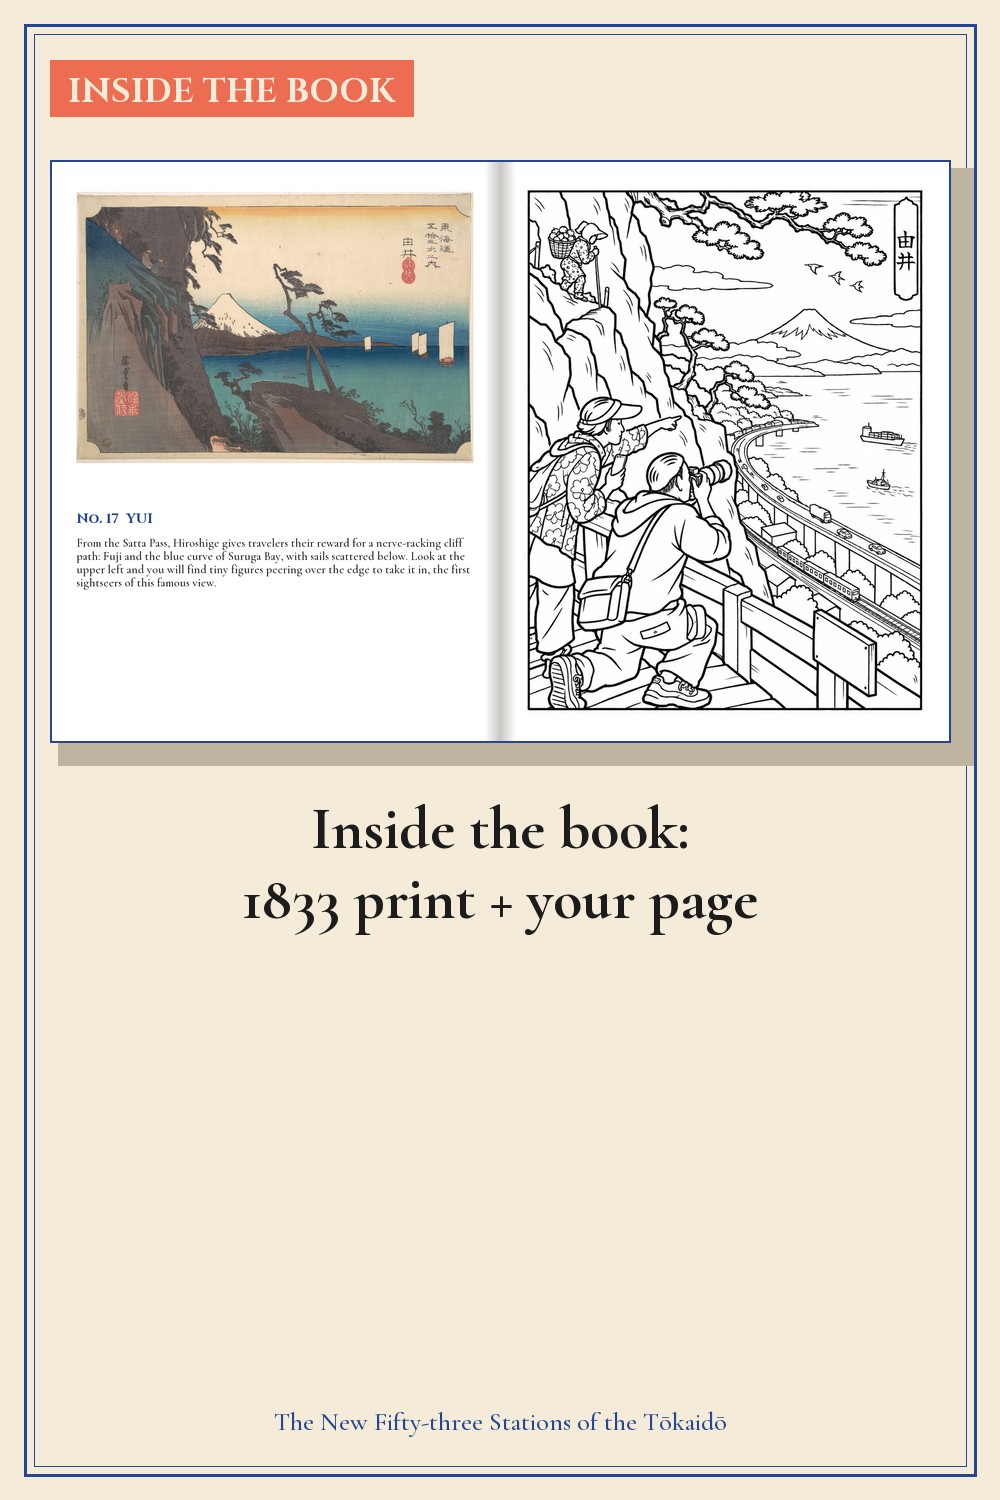 INSIDE THE BOOK
東海道
五拾三次之内
由井
No. 17 YUI
From the Satta Pass, Hiroshige gives travelers their reward for a nerve-racking cliff
path: Fuji and the blue curve of Suruga Bay, with sails scattered below. Look at the
upper left and you will find tiny figures peering over the edge to take it in, the first
sightseers of this famous view.
由井
Inside the book:
1833 print + your page
The New Fifty-three Stations of the Tōkaidō